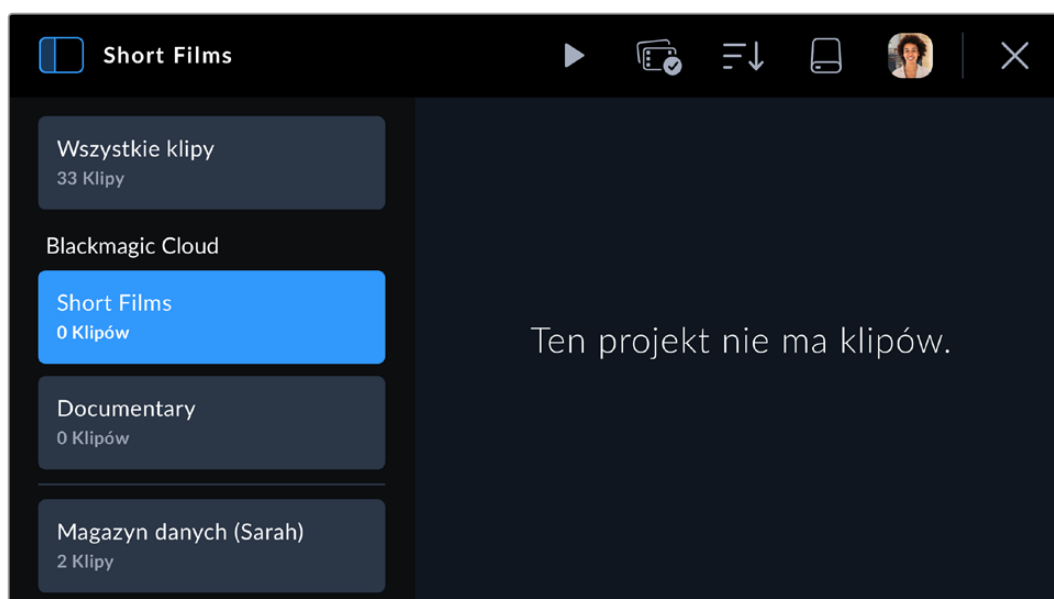 Short Films
Wszystkie klipy
33 Klipy
Blackmagic Cloud
Short Films
0 Klipów
Documentary
0 Klipów
Magazyn danych (Sarah)
2 Klipy
Ten projekt nie ma klipów.